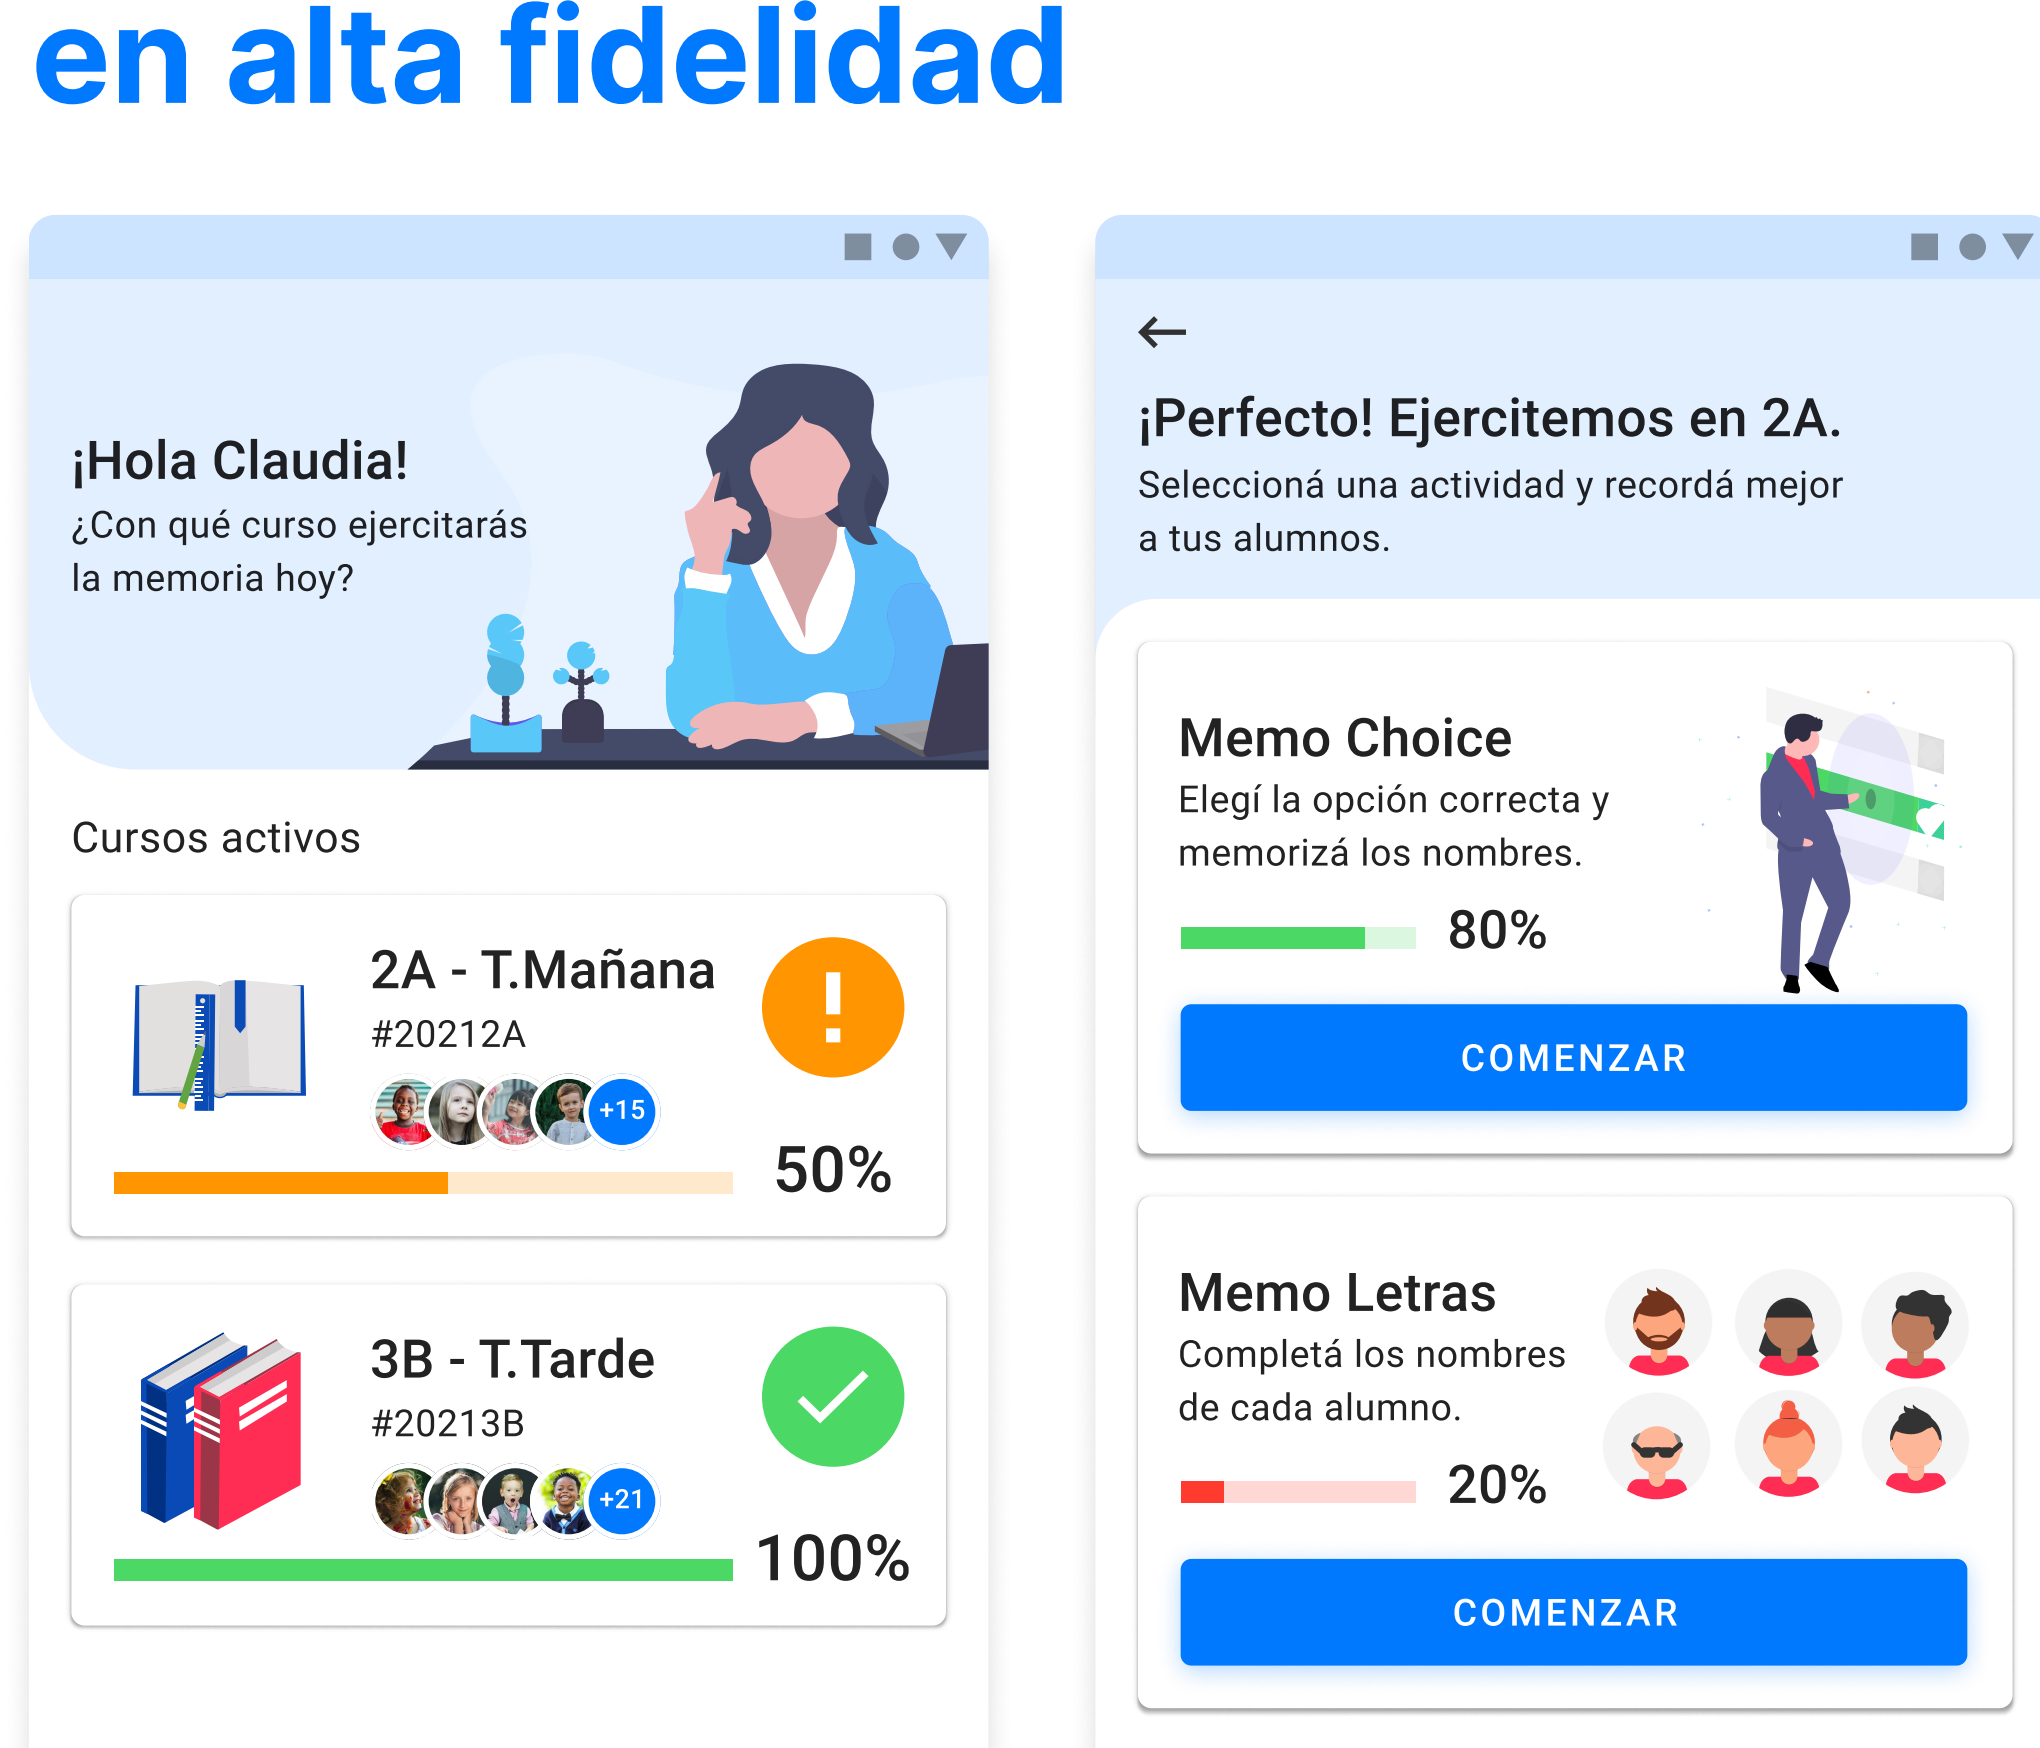 en alta fidelidad
¡Hola Claudia!
¿Con qué curso ejercitarás
la memoria hoy?
Cursos activos
2A - T.Mañana
#20212A
+15
50%
3B - T.Tarde
#20213B
+21
100%
¡Perfecto! Ejercitemos en 2A.
Seleccioná una actividad y recordá mejor
a tus alumnos.
Memo Choice
Elegí la opción correcta y
memorizá los nombres.
80%
COMENZAR
Memo Letras
Completá los nombres
de cada alumno.
20%
COMENZAR